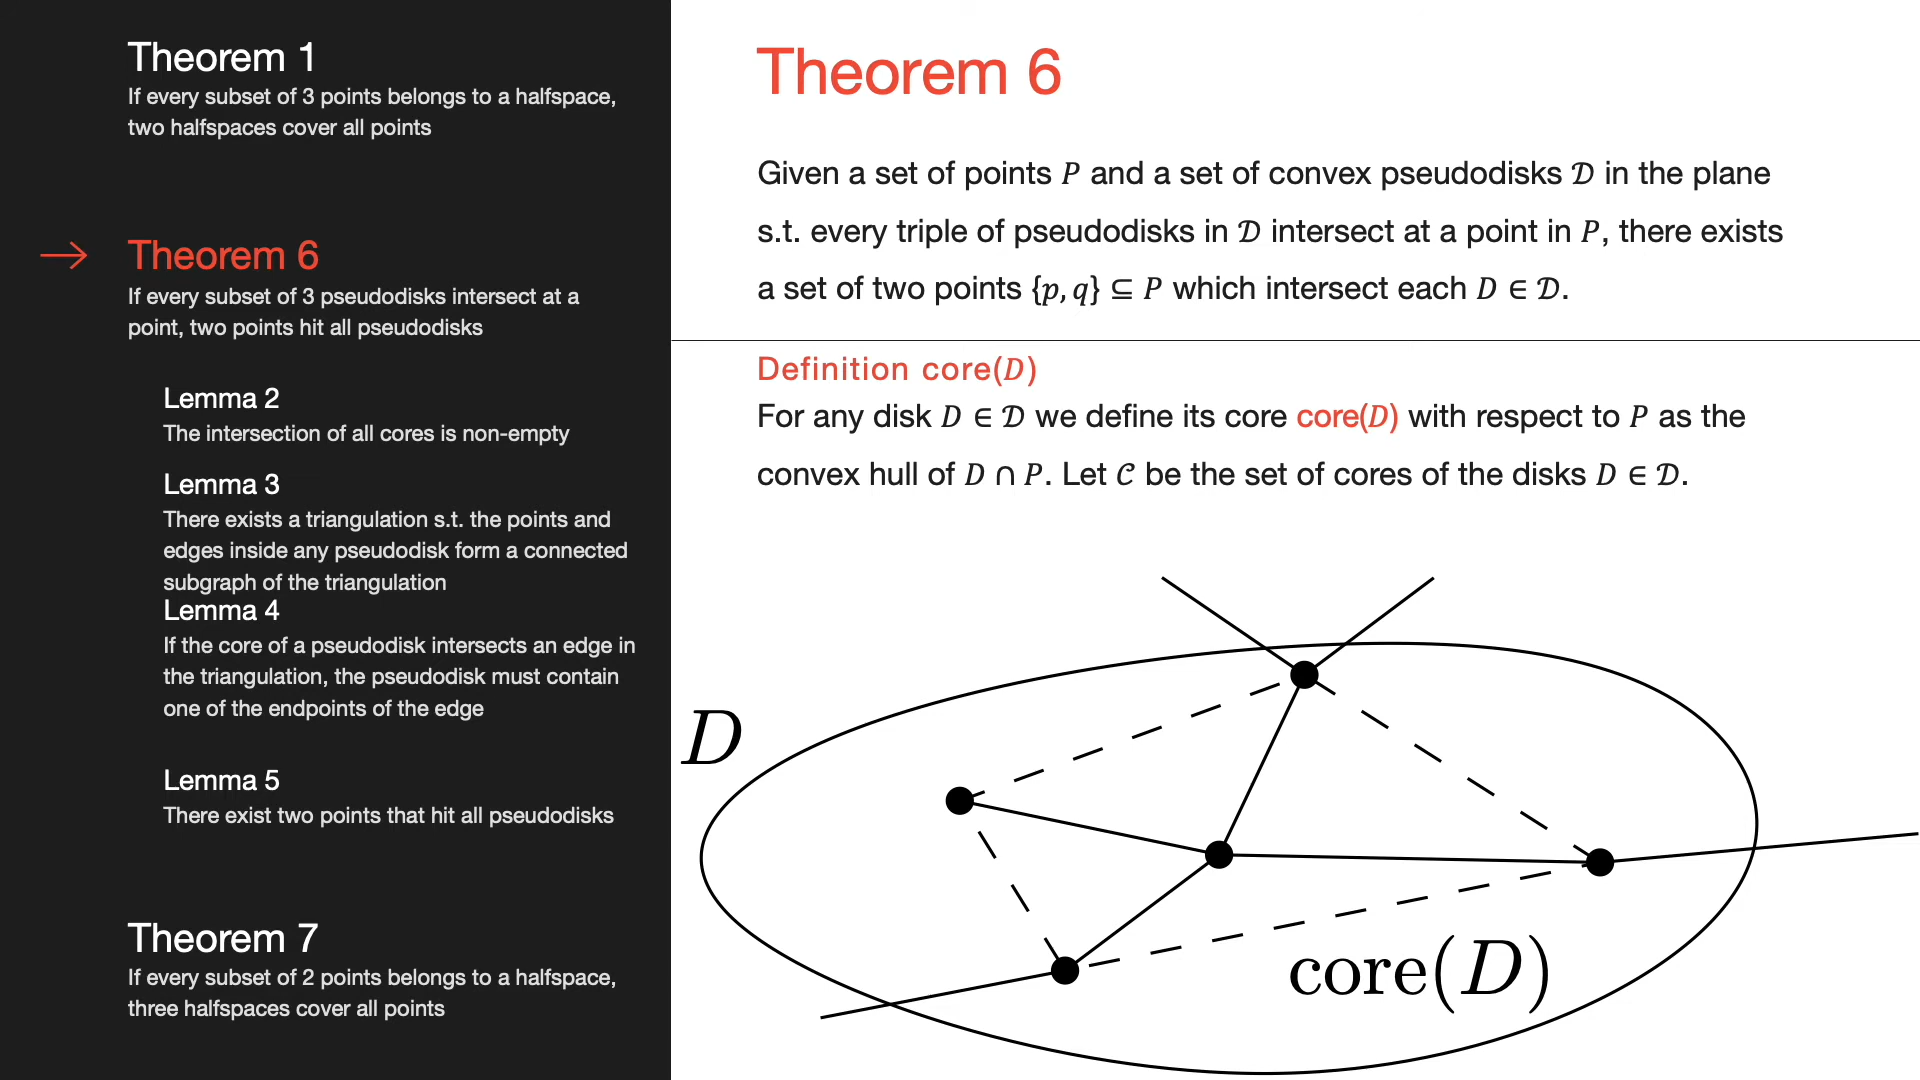 Theorem 1
If every subset of 3 points belongs to a halfspace,
two halfspaces cover all points
Theorem 6
If every subset of 3 pseudodisks intersect at a
point, two points hit all pseudodisks
Lemma 2
The intersection of all cores is non-empty
Lemma 3
There exists a triangulation s.t. the points and
edges inside any pseudodisk form a connected
subgraph of the triangulation
Lemma 4
If the core of a pseudodisk intersects an edge in
the triangulation, the pseudodisk must contain
one of the endpoints of the edge
Lemma 5
There exist two points that hit all pseudodisks
Theorem 7
If every subset of 2 points belongs to a halfspace,
three halfspaces cover all points
Theorem 6
Given a set of points P and a set of convex pseudodisks 𝒟 in the plane
s.t. every triple of pseudodisks in 𝒟 intersect at a point in P, there exists
a set of two points {p, q} ⊆ P which intersect each D ∈ 𝒟.
Definition core(D)
For any disk D ∈ 𝒟 we define its core core(D) with respect to P as the
convex hull of D ∩ P. Let 𝒞 be the set of cores of the disks D ∈ 𝒟.
D
core(D)